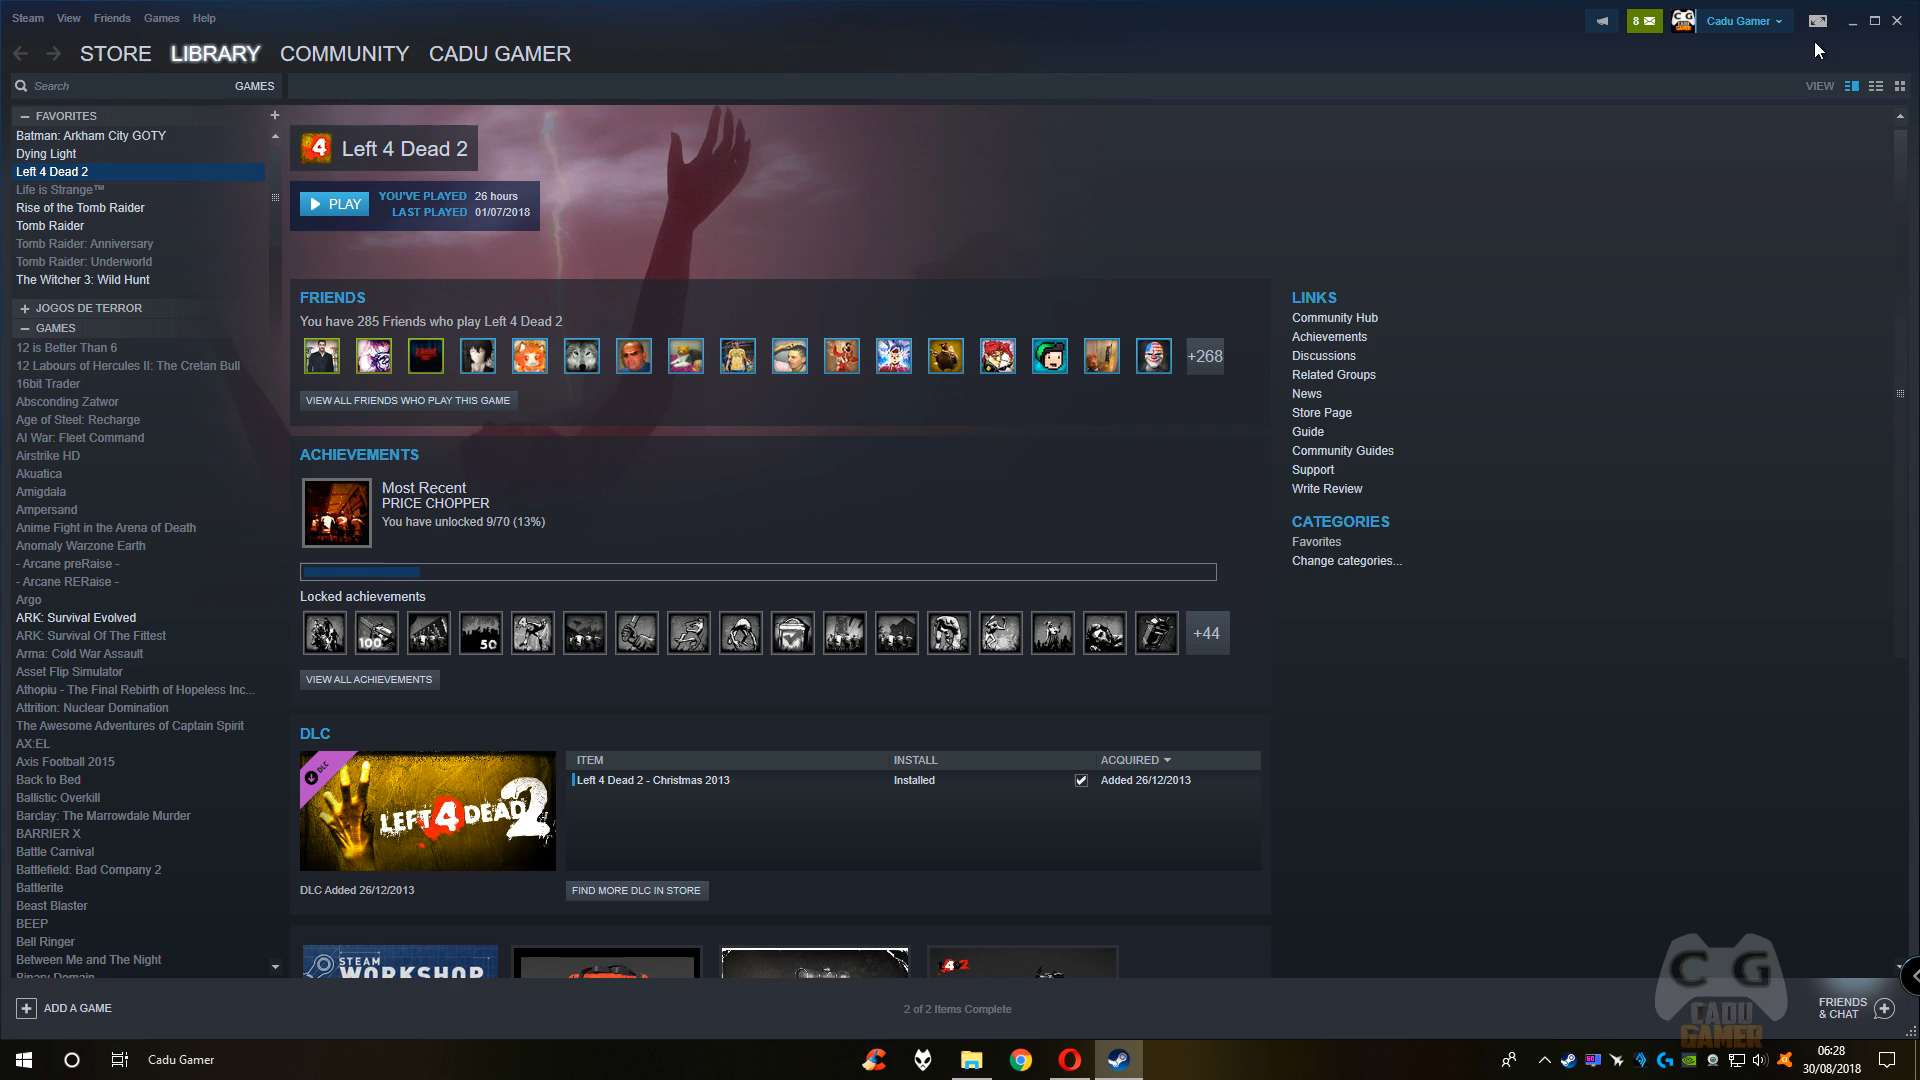 Steam View Friends Games Help
8
Cadu Gamer
STORE LIBRARY COMMUNITY CADU GAMER
Search GAMES
VIEW
FAVORITES
Batman: Arkham City GOTY
Dying Light
Left 4 Dead 2
Life is Strange™
Rise of the Tomb Raider
Tomb Raider
Tomb Raider: Anniversary
Tomb Raider: Underworld
The Witcher 3: Wild Hunt
JOGOS DE TERROR
GAMES
12 is Better Than 6
12 Labours of Hercules II: The Cretan Bull
16bit Trader
Absconding Zatwor
Age of Steel: Recharge
AI War: Fleet Command
Airstrike HD
Akuatica
Amigdala
Ampersand
Anime Fight in the Arena of Death
Anomaly Warzone Earth
- Arcane preRaise -
- Arcane RERaise -
Argo
ARK: Survival Evolved
ARK: Survival Of The Fittest
Arma: Cold War Assault
Asset Flip Simulator
Athopiu - The Final Rebirth of Hopeless Inc...
Attrition: Nuclear Domination
The Awesome Adventures of Captain Spirit
AX:EL
Axis Football 2015
Back to Bed
Ballistic Overkill
Barclay: The Marrowdale Murder
BARRIER X
Battle Carnival
Battlefield: Bad Company 2
Battlerite
Beast Blaster
BEEP
Bell Ringer
Between Me and The Night
Binary Domain
4 Left 4 Dead 2
PLAY
YOU'VE PLAYED 26 hours
LAST PLAYED 01/07/2018
FRIENDS
You have 285 Friends who play Left 4 Dead 2
+268
VIEW ALL FRIENDS WHO PLAY THIS GAME
ACHIEVEMENTS
Most Recent
PRICE CHOPPER
You have unlocked 9/70 (13%)
Locked achievements
100
50
4
+44
VIEW ALL ACHIEVEMENTS
DLC
DLC
LEFT 4 DEAD 2
DLC Added 26/12/2013
ITEM INSTALL ACQUIRED
Left 4 Dead 2 - Christmas 2013 Installed Added 26/12/2013
FIND MORE DLC IN STORE
STEAM
WORKSHOP
L4D2
LINKS
Community Hub
Achievements
Discussions
Related Groups
News
Store Page
Guide
Community Guides
Support
Write Review
CATEGORIES
Favorites
Change categories...
ADD A GAME
2 of 2 Items Complete
C G
CADU
GAMER
FRIENDS
& CHAT
Cadu Gamer
06:28
30/08/2018